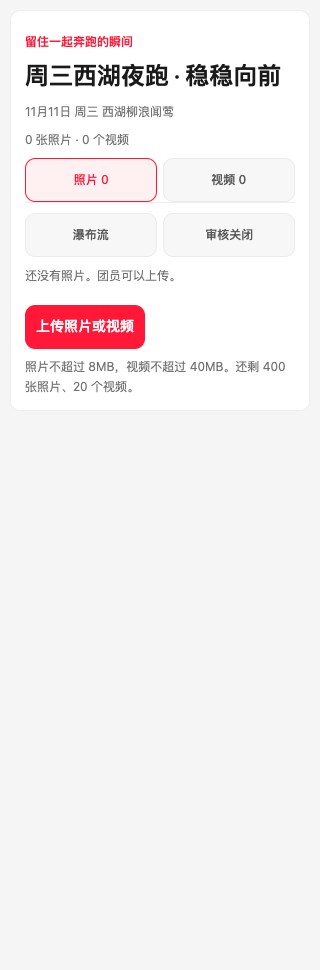 留住一起奔跑的瞬间
周三西湖夜跑 · 稳稳向前
11月11日 周三 西湖柳浪闻莺
0 张照片 · 0 个视频
照片 0
视频 0
瀑布流
审核关闭
还没有照片。团员可以上传。
上传照片或视频
照片不超过 8MB，视频不超过 40MB。还剩 400
张照片、20 个视频。